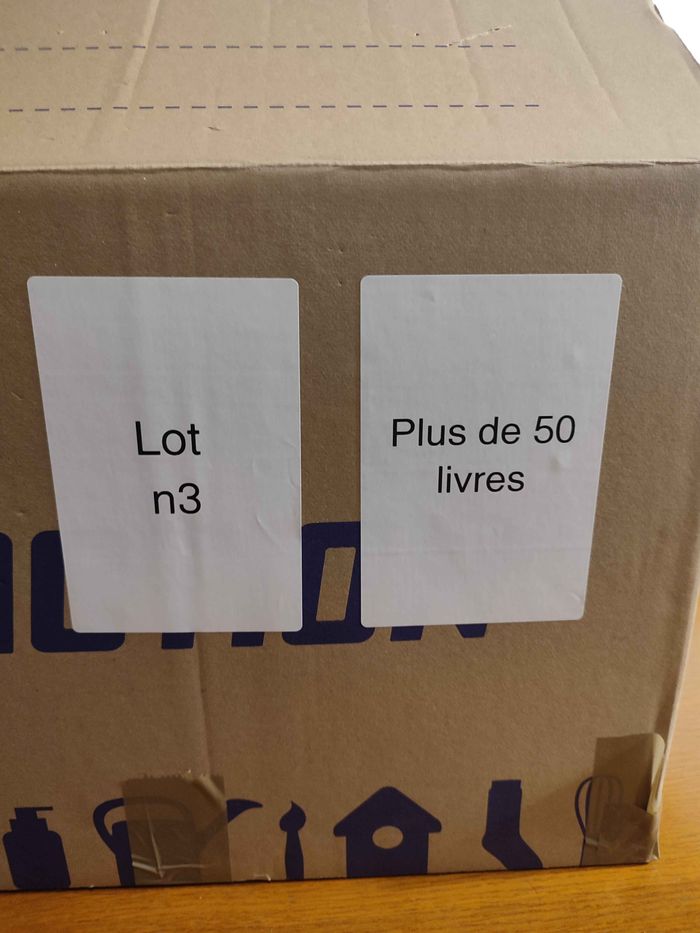 Lot
n3
Plus de 50
livres